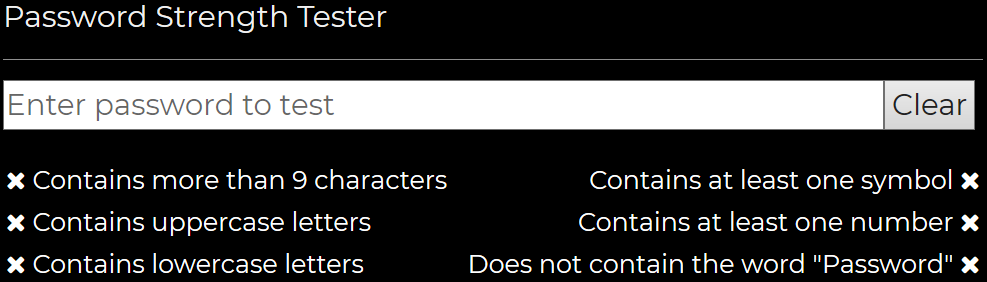 Password Strength Tester
Enter password to test
Clear
Contains more than 9 characters
Contains at least one symbol
Contains uppercase letters
Contains at least one number
Contains lowercase letters
Does not contain the word "Password"